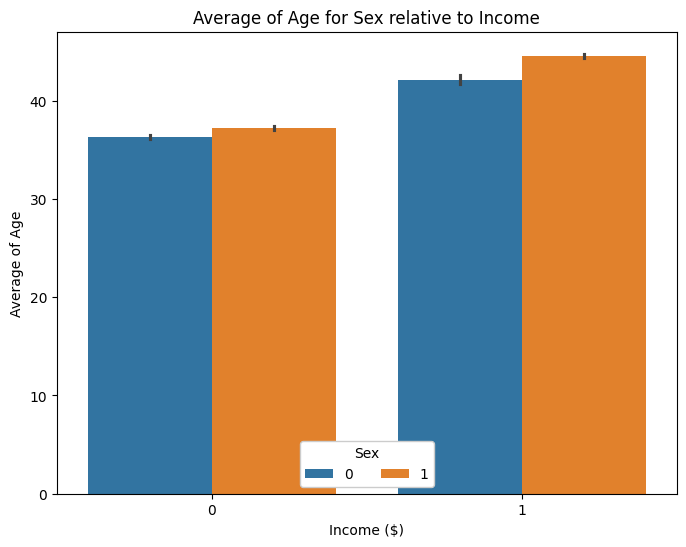 Average of Age for Sex relative to Income
Average of Age
40
30
20
10
0
Sex
0 1
0 1
Income ($)